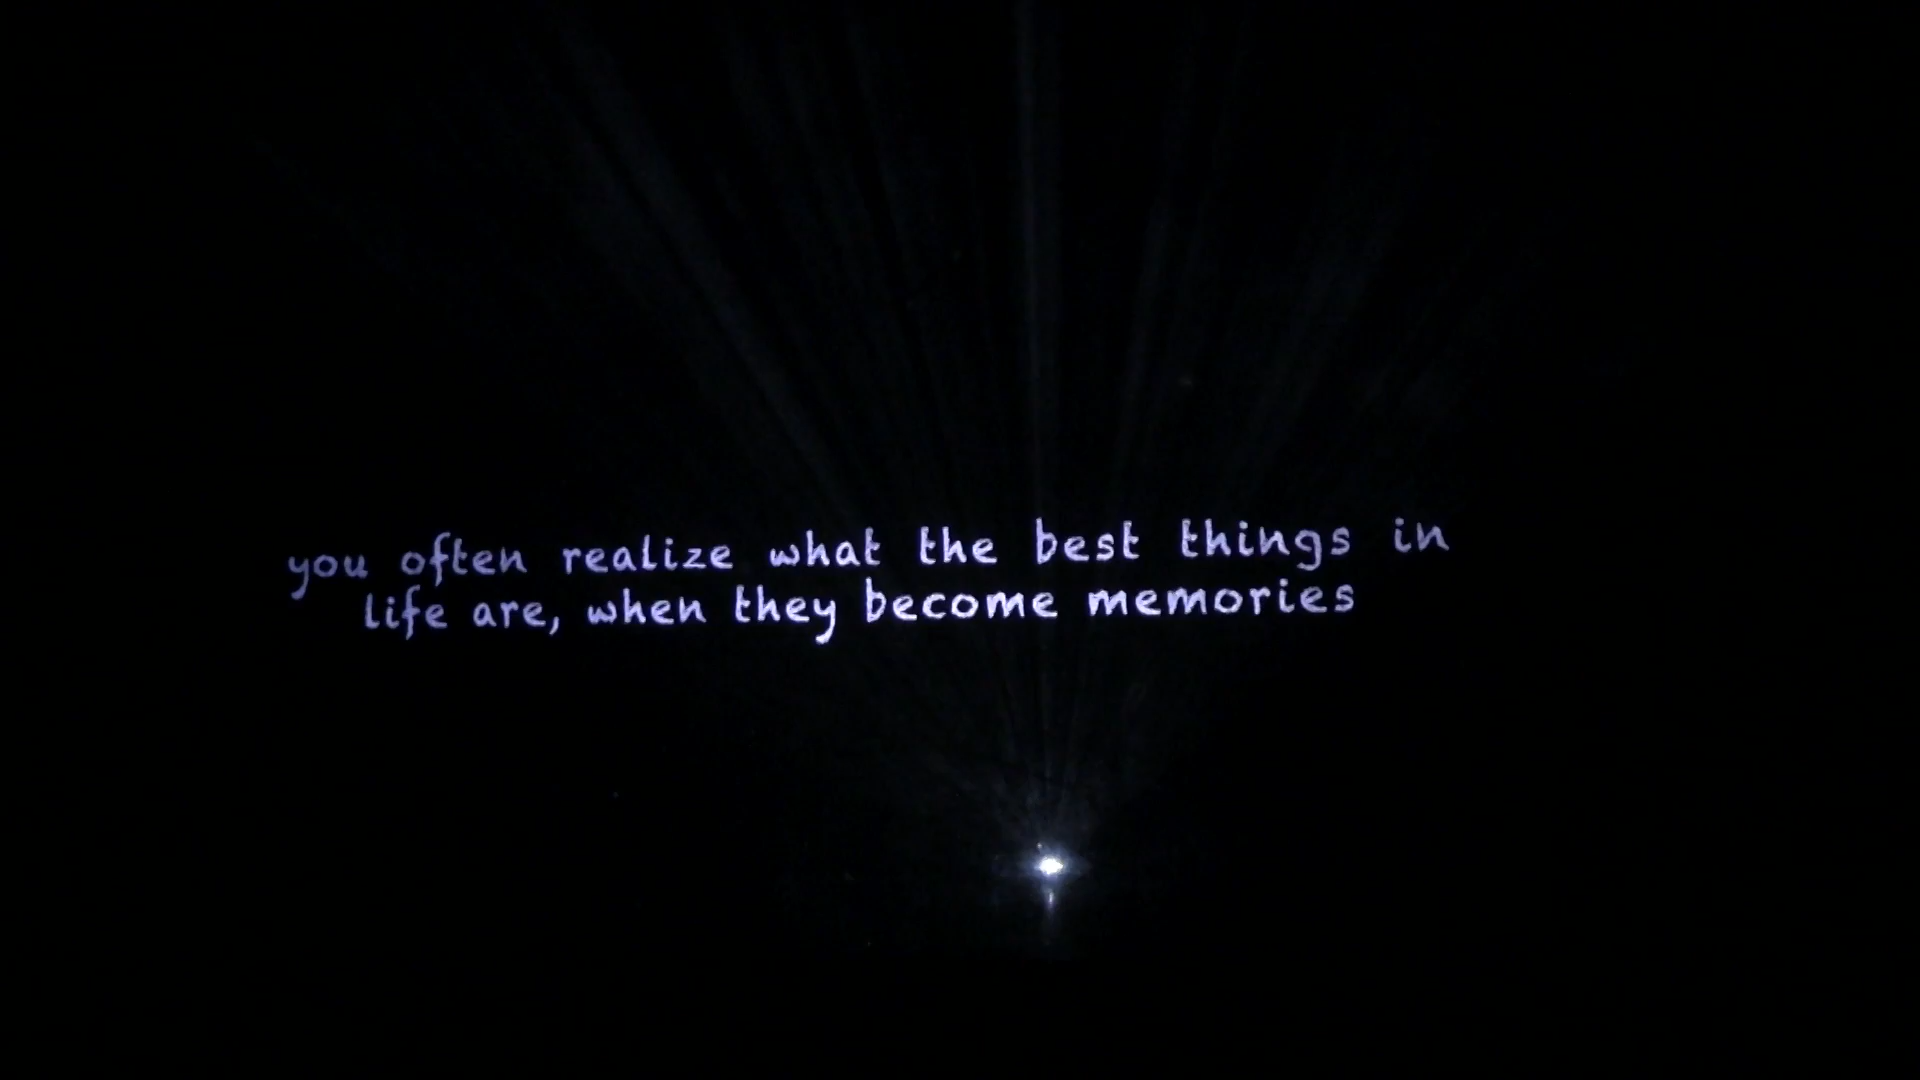 you often realize what the best things in
life are, when they become memories